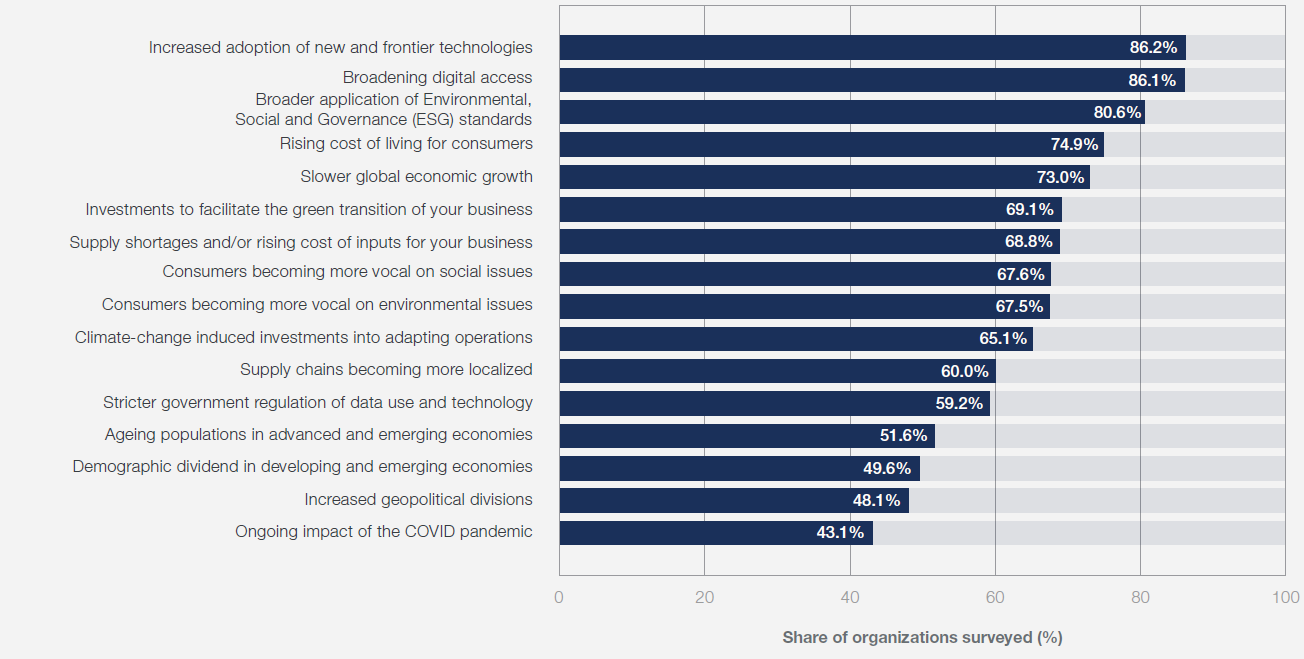 Increased adoption of new and frontier technologies 86.2%
Broadening digital access 86.1%
Broader application of Environmental,
Social and Governance (ESG) standards 80.6%
Rising cost of living for consumers 74.9%
Slower global economic growth 73.0%
Investments to facilitate the green transition of your business 69.1%
Supply shortages and/or rising cost of inputs for your business 68.8%
Consumers becoming more vocal on social issues 67.6%
Consumers becoming more vocal on environmental issues 67.5%
Climate-change induced investments into adapting operations 65.1%
Supply chains becoming more localized 60.0%
Stricter government regulation of data use and technology 59.2%
Ageing populations in advanced and emerging economies 51.6%
Demographic dividend in developing and emerging economies 49.6%
Increased geopolitical divisions 48.1%
Ongoing impact of the COVID pandemic 43.1%
0 20 40 60 80 100
Share of organizations surveyed (%)